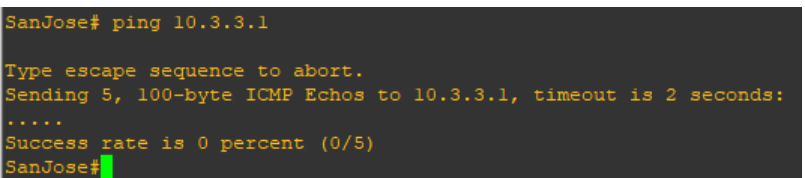 SanJose# ping 10.3.3.1
Type escape sequence to abort.
Sending 5, 100-byte ICMP Echos to 10.3.3.1, timeout is 2 seconds:
.....
Success rate is 0 percent (0/5)
SanJose#